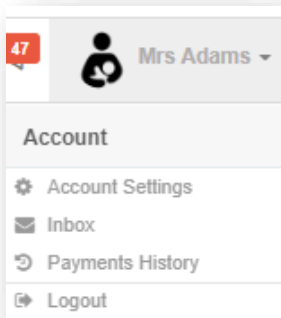 47
Mrs Adams
Account
Account Settings
Inbox
Payments History
Logout